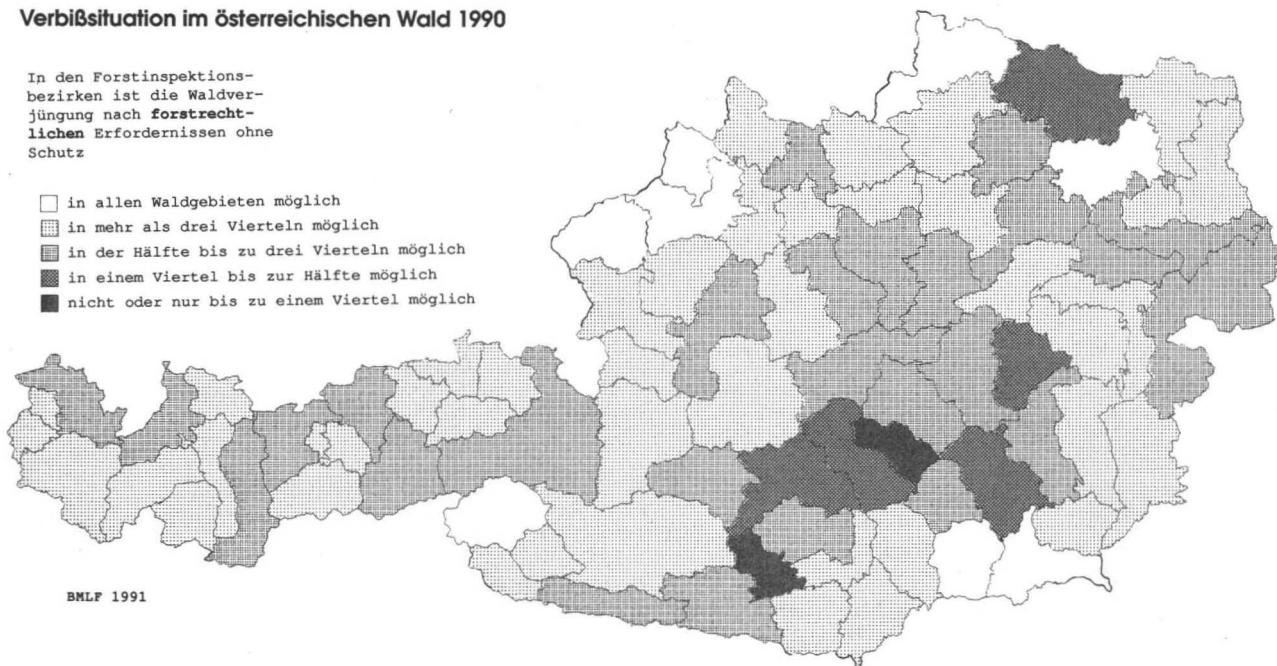 Verbißsituation im österreichischen Wald 1990
In den Forstinspektions-
bezirken ist die Waldver-
jüngung nach forstrecht-
lichen Erfordernissen ohne
Schutz
in allen Waldgebieten möglich
in mehr als drei Vierteln möglich
in der Hälfte bis zu drei Vierteln möglich
in einem Viertel bis zur Hälfte möglich
nicht oder nur bis zu einem Viertel möglich
BMLF 1991